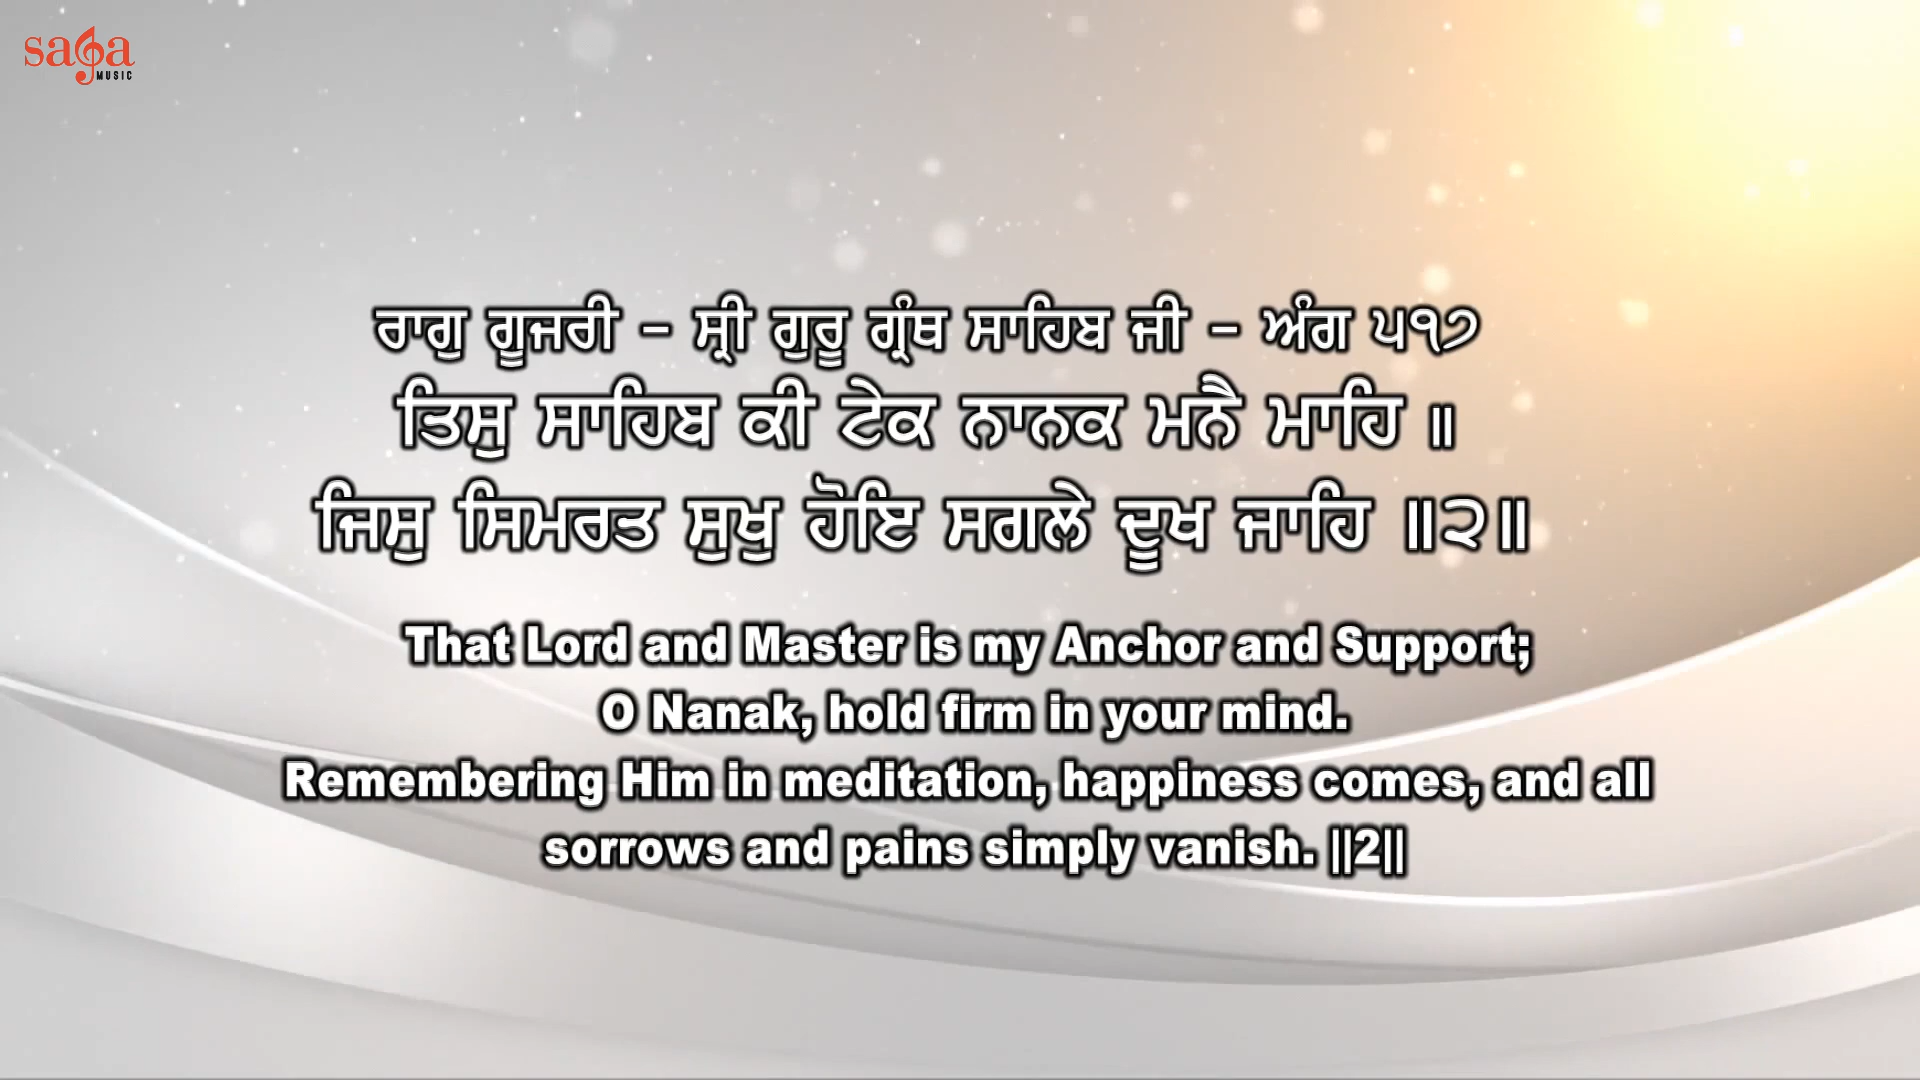 saga
MUSIC
ਰਾਗੁ ਗੂਜਰੀ - ਸ੍ਰੀ ਗੁਰੂ ਗ੍ਰੰਥ ਸਾਹਿਬ ਜੀ - ਅੰਗ ੫੧੭
ਤਿਸੁ ਸਾਹਿਬ ਕੀ ਟੇਕ ਨਾਨਕ ਮਨੈ ਮਾਹਿ ॥
ਜਿਸੁ ਸਿਮਰਤ ਸੁਖੁ ਹੋਇ ਸਗਲੇ ਦੂਖ ਜਾਹਿ ॥੨॥
That Lord and Master is my Anchor and Support;
O Nanak, hold firm in your mind.
Remembering Him in meditation, happiness comes, and all
sorrows and pains simply vanish. ||2||